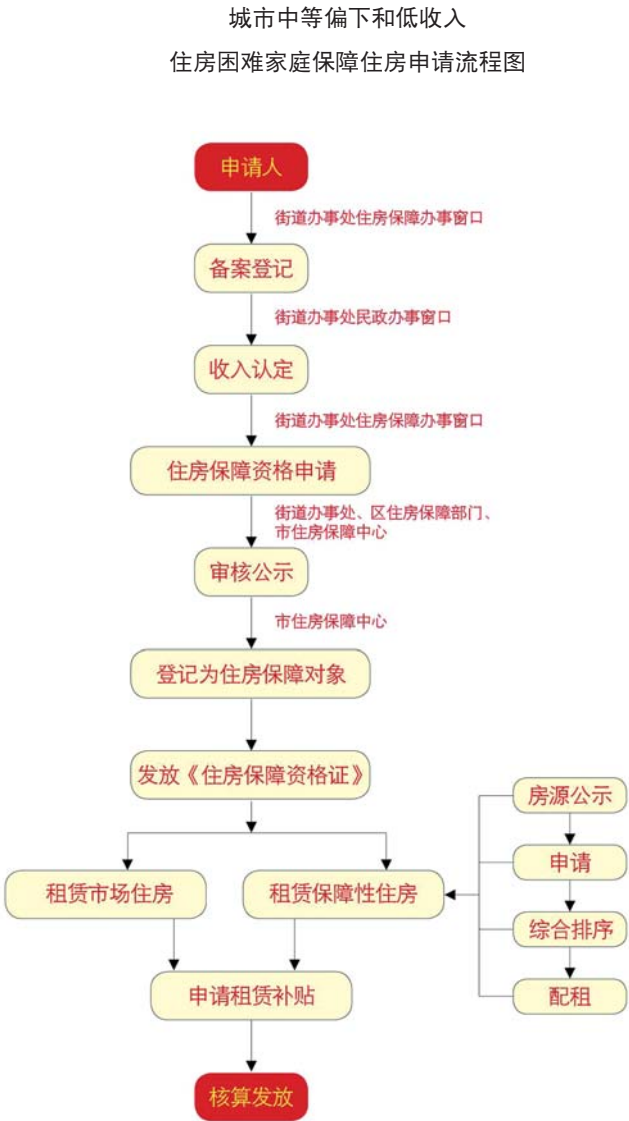 城市中等偏下和低收入
住房困难家庭保障住房申请流程图
申请人
街道办事处住房保障办事窗口
备案登记
街道办事处民政办事窗口
收入认定
街道办事处住房保障办事窗口
住房保障资格申请
街道办事处、区住房保障部门、
市住房保障中心
审核公示
市住房保障中心
登记为住房保障对象
发放《住房保障资格证》
租赁市场住房
租赁保障性住房
房源公示
申请
综合排序
配租
申请租赁补贴
核算发放